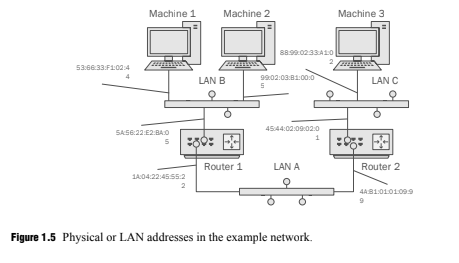 Machine 1
Machine 2
Machine 3
88:99:02:33:A1:0
2
53:66:33:F1:02:4
4
LAN B
99:02:03:B1:00:0
5
LAN C
5A:56:22:E2:BA:0
5
45:44:02:09:02:0
1
Router 1
LAN A
Router 2
1A:04:22:45:55:2
2
4A:B1:01:01:09:9
9
Figure 1.5 Physical or LAN addresses in the example network.